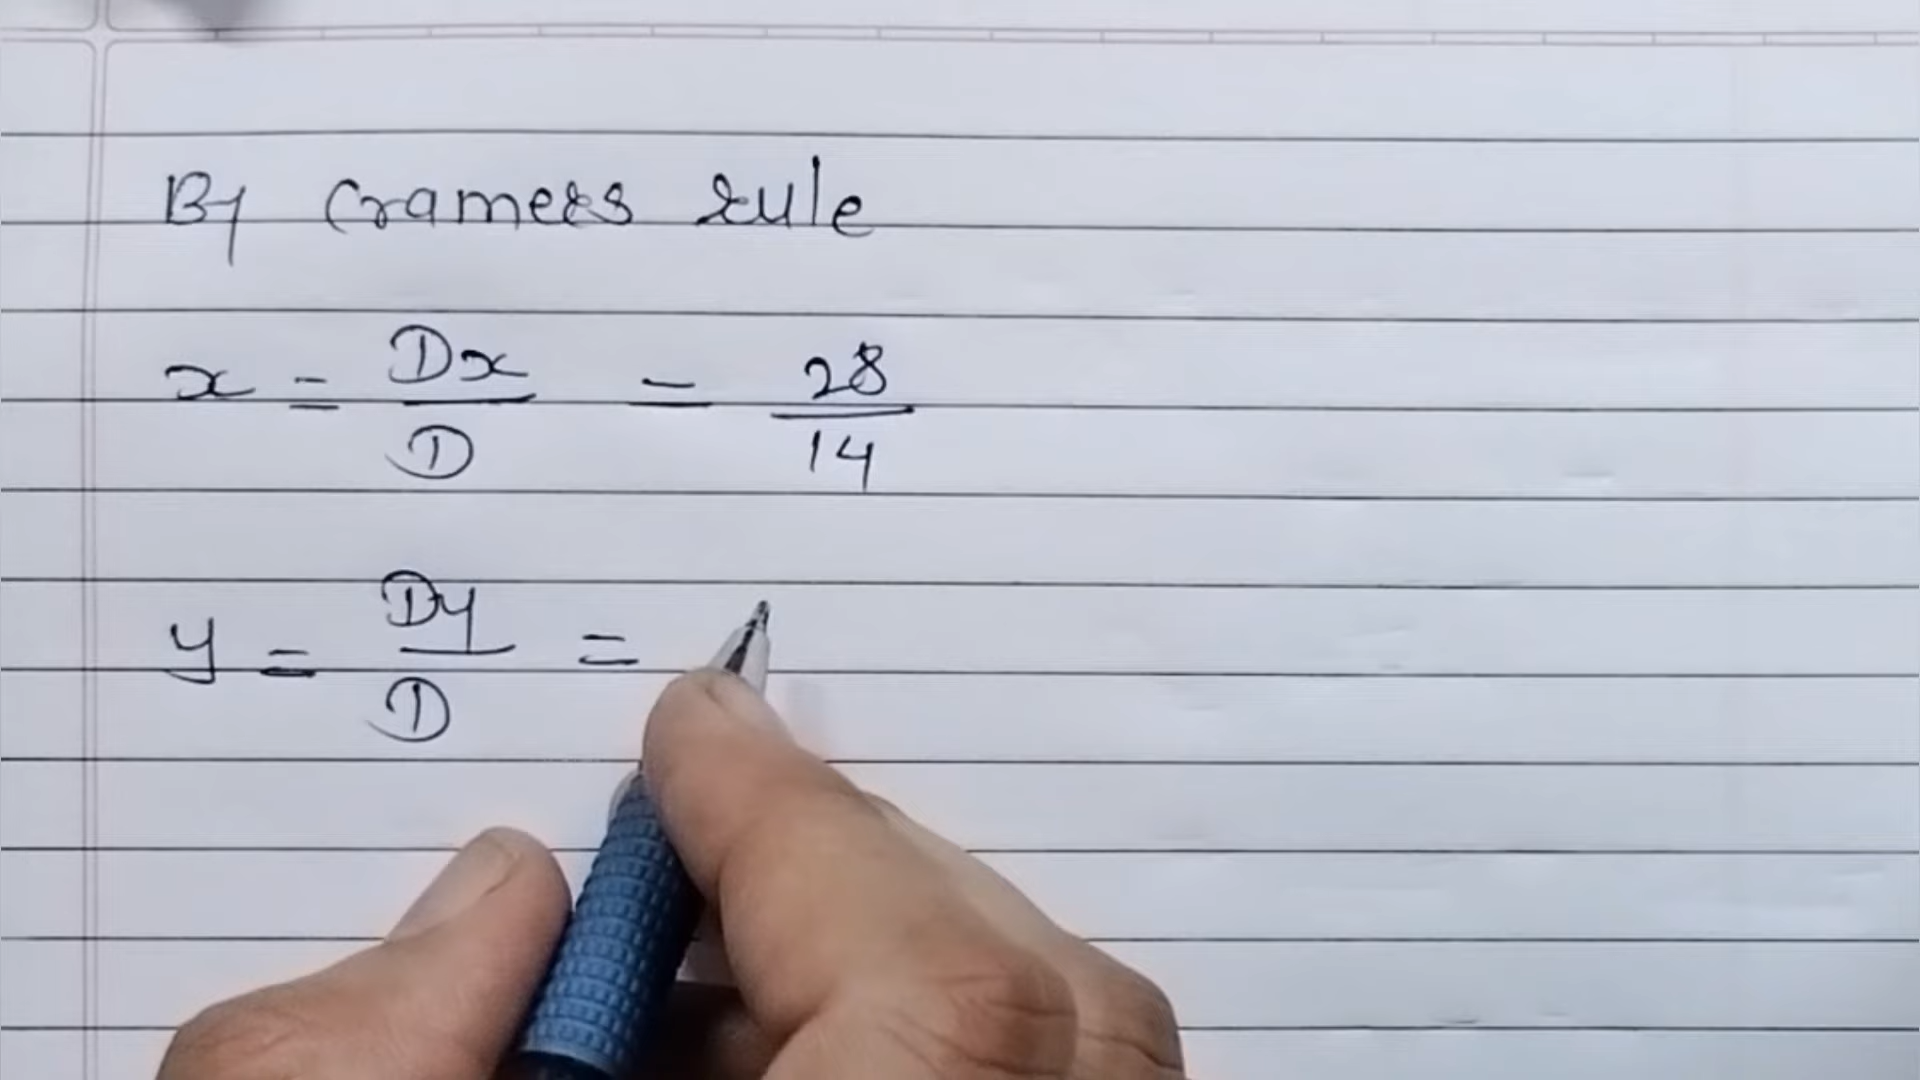 By Cramers rule
x = Dx/D = 28/14
y = Dy/D =